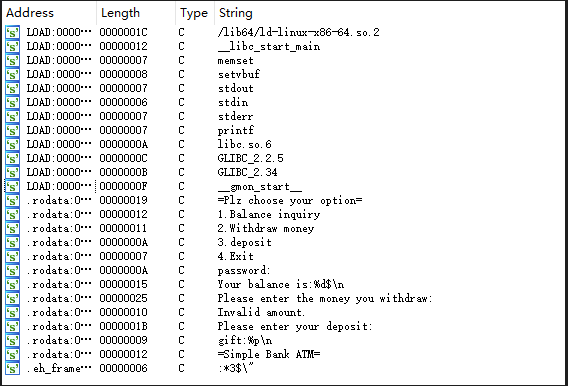 Address Length Type String
LOAD:0000··· 0000001C C /lib64/ld-linux-x86-64.so.2
LOAD:0000··· 00000012 C __libc_start_main
LOAD:0000··· 00000007 C memset
LOAD:0000··· 00000008 C setvbuf
LOAD:0000··· 00000007 C stdout
LOAD:0000··· 00000006 C stdin
LOAD:0000··· 00000007 C stderr
LOAD:0000··· 00000007 C printf
LOAD:0000··· 0000000A C libc.so.6
LOAD:0000··· 0000000C C GLIBC_2.2.5
LOAD:0000··· 0000000B C GLIBC_2.34
LOAD:0000··· 0000000F C __gmon_start__
.rodata:0··· 00000019 C =Plz choose your option=
.rodata:0··· 00000012 C 1.Balance inquiry
.rodata:0··· 00000011 C 2.Withdraw money
.rodata:0··· 0000000A C 3.deposit
.rodata:0··· 00000007 C 4.Exit
.rodata:0··· 0000000A C password:
.rodata:0··· 00000015 C Your balance is:%d$\n
.rodata:0··· 00000025 C Please enter the money you withdraw:
.rodata:0··· 00000010 C Invalid amount.
.rodata:0··· 0000001B C Please enter your deposit:
.rodata:0··· 00000009 C gift:%p\n
.rodata:0··· 00000012 C =Simple Bank ATM=
.eh_frame··· 00000006 C :*3$\"